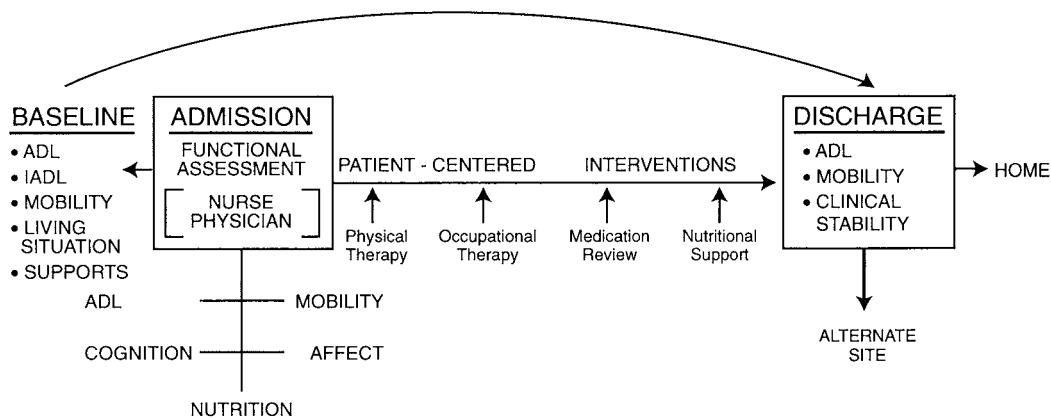 BASELINE
• ADL
• IADL
• MOBILITY
• LIVING
SITUATION
• SUPPORTS
ADMISSION
FUNCTIONAL
ASSESSMENT
NURSE
PHYSICIAN
ADL
MOBILITY
COGNITION
AFFECT
NUTRITION
PATIENT - CENTERED INTERVENTIONS
Physical
Therapy
Occupational
Therapy
Medication
Review
Nutritional
Support
DISCHARGE
• ADL
• MOBILITY
• CLINICAL
STABILITY
HOME
ALTERNATE
SITE